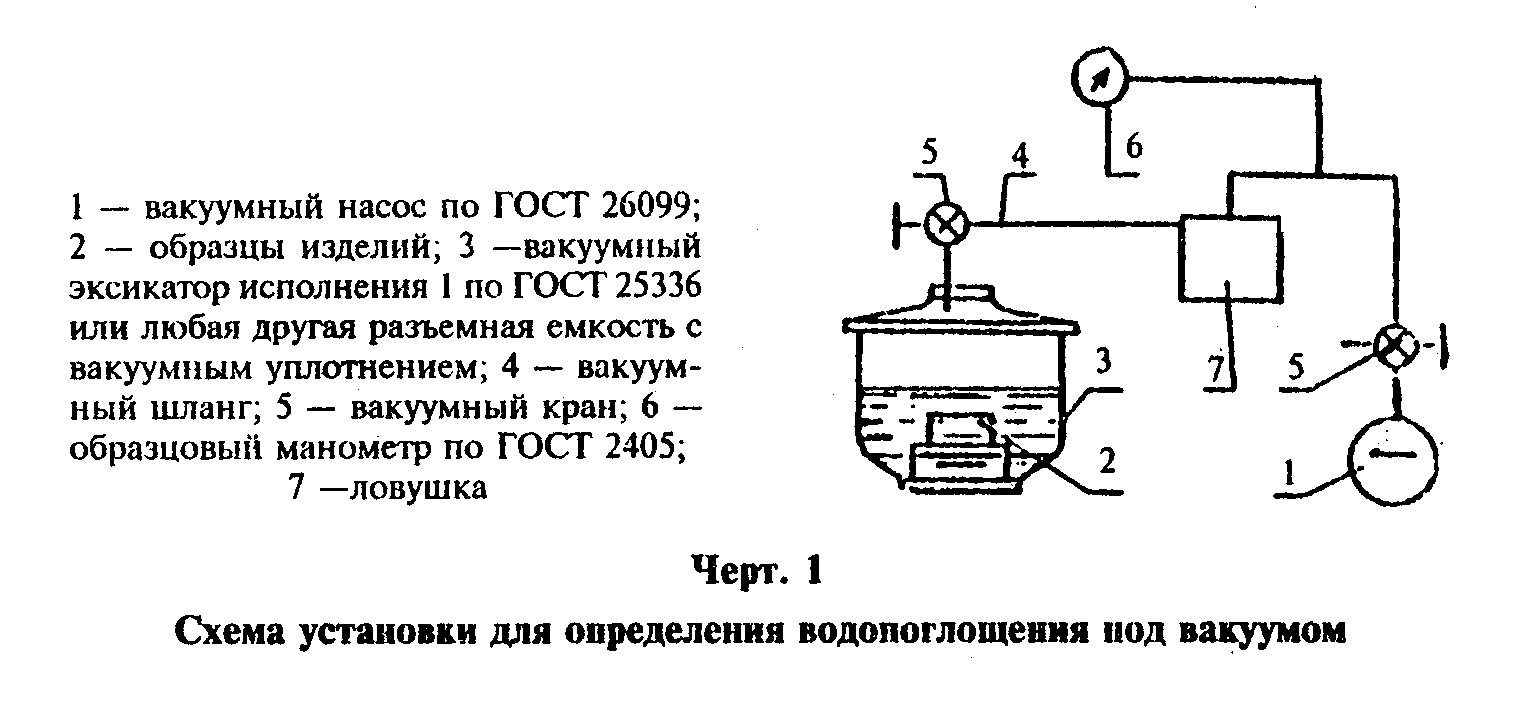 1 — вакуумный насос по ГОСТ 26099;
2 — образцы изделий; 3 —вакуумный
эксикатор исполнения 1 по ГОСТ 25336
или любая другая разъемная емкость с
вакуумным уплотнением; 4 — вакуум-
ный шланг; 5 — вакуумный кран; 6 —
образцовый манометр по ГОСТ 2405;
7 —ловушка
5
4
6
3
7
5
2
1
Черт. 1
Схема установки для определения водопоглощения под вакуумом